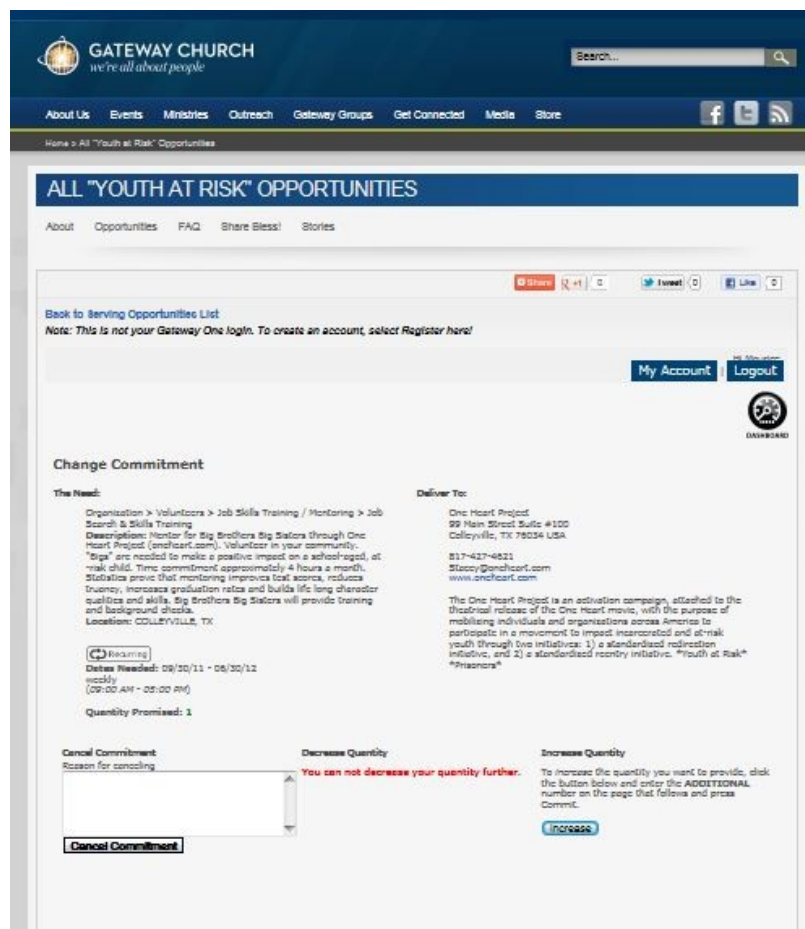 GATEWAY CHURCH
we're all about people
Search...
About Us Events Ministries Outreach Gateway Groups Get Connected Media Store
Home > All "Youth at Risk" Opportunities
ALL "YOUTH AT RISK" OPPORTUNITIES
About Opportunities FAQ Share Bless! Stories
Share +1 0 Tweet 0 Like 0
Back to Serving Opportunities List
Note: This is not your Gateway One login. To create an account, select Register here!
My Account | Logout
DASHBOARD
Change Commitment
The Need:
Organization > Volunteers > Job Skills Training / Mentoring > Job
Search & Skills Training
Description: Mentor for Big Brothers Big Sisters through One
Heart Project (oneheart.com). Volunteer in your community.
"Bigs" are needed to make a positive impact on a school-aged, at
-risk child. Time commitment approximately 4 hours a month.
Statistics prove that mentoring improves test scores, reduces
truancy, increases graduation rates and builds life long character
qualities and skills. Big Brothers Big Sisters will provide training
and background checks.
Location: COLLEYVILLE, TX
Recurring
Dates Needed: 09/30/11 - 06/30/12
weekly
(09:00 AM - 05:00 PM)
Quantity Promised: 1
Deliver To:
One Heart Project
99 Main Street Suite #100
Colleyville, TX 76034 USA
817-427-4621
Stacey@oneheart.com
www.oneheart.com
The One Heart Project is an activation campaign, attached to the
theatrical release of the One Heart movie, with the purpose of
mobilizing individuals and organizations across America to
participate in a movement to impact incarcerated and at-risk
youth through two initiatives: 1) a standardized redirection
initiative, and 2) a standardized reentry initiative. *Youth at Risk*
*Prisoners*
Cancel Commitment
Reason for canceling
Cancel Commitment
Decrease Quantity
You can not decrease your quantity further.
Increase Quantity
To increase the quantity you want to provide, click
the button below and enter the ADDITIONAL
number on the page that follows and press
Commit.
Increase